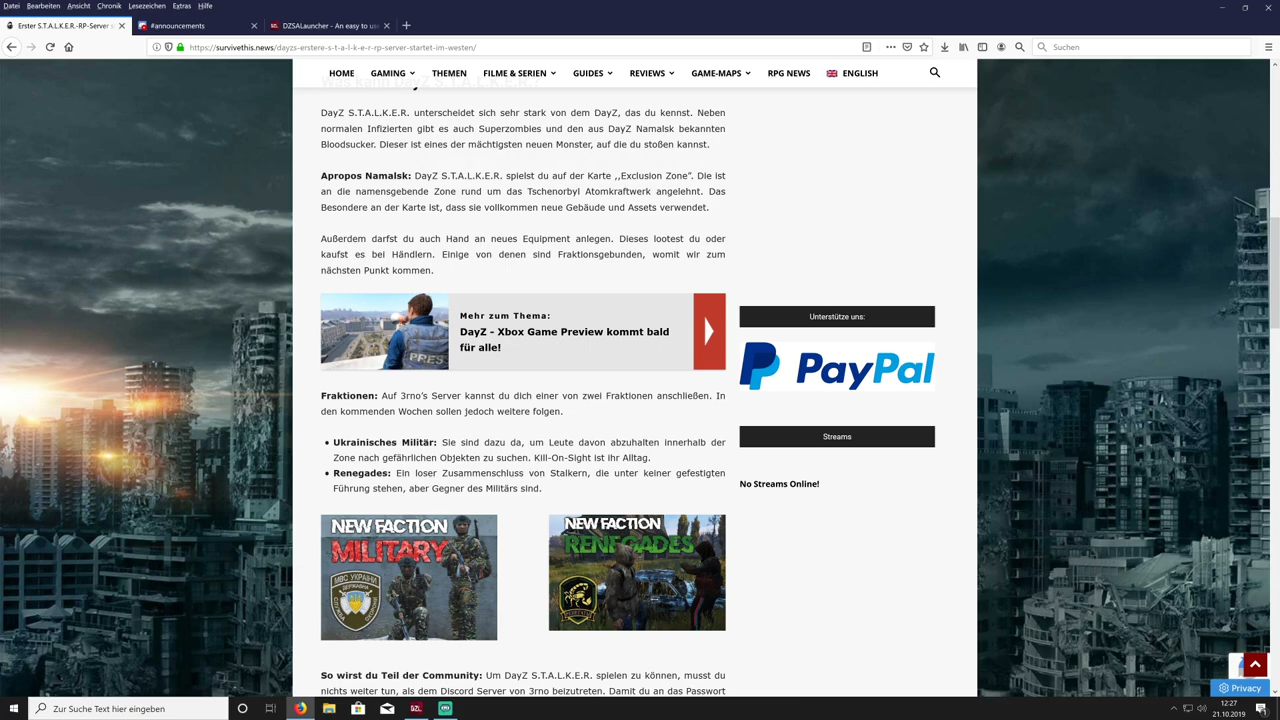 Datei Bearbeiten Ansicht Chronik Lesezeichen Extras Hilfe
Erster S.T.A.L.K.E.R.-RP-Server s
#announcements
DZSALauncher - An easy to us
https://survivethis.news/dayzs-erstere-s-t-a-l-k-e-r-rp-server-startet-im-westen/
Suchen
HOME GAMING THEMEN FILME & SERIEN GUIDES REVIEWS GAME-MAPS RPG NEWS ENGLISH
Was kann DayZ S.T.A.L.K.E.R.?
DayZ S.T.A.L.K.E.R. unterscheidet sich sehr stark von dem DayZ, das du kennst. Neben
normalen Infizierten gibt es auch Superzombies und den aus DayZ Namalsk bekannten
Bloodsucker. Dieser ist eines der mächtigsten neuen Monster, auf die du stoßen kannst.
Apropos Namalsk: DayZ S.T.A.L.K.E.R. spielst du auf der Karte ,,Exclusion Zone”. Die ist
an die namensgebende Zone rund um das Tschenorbyl Atomkraftwerk angelehnt. Das
Besondere an der Karte ist, dass sie vollkommen neue Gebäude und Assets verwendet.
Außerdem darfst du auch Hand an neues Equipment anlegen. Dieses lootest du oder
kaufst es bei Händlern. Einige von denen sind Fraktionsgebunden, womit wir zum
nächsten Punkt kommen.
PRESS
Mehr zum Thema:
DayZ - Xbox Game Preview kommt bald
für alle!
Unterstütze uns:
PayPal
Streams
No Streams Online!
Fraktionen: Auf 3rno’s Server kannst du dich einer von zwei Fraktionen anschließen. In
den kommenden Wochen sollen jedoch weitere folgen.
• Ukrainisches Militär: Sie sind dazu da, um Leute davon abzuhalten innerhalb der
Zone nach gefährlichen Objekten zu suchen. Kill-On-Sight ist ihr Alltag.
• Renegades: Ein loser Zusammenschluss von Stalkern, die unter keiner gefestigten
Führung stehen, aber Gegner des Militärs sind.
NEW FACTION
MILITARY
МВС УКРАЇНИ
ДЕРЖАВНА
NEW FACTION
RENEGADES
So wirst du Teil der Community: Um DayZ S.T.A.L.K.E.R. spielen zu können, musst du
nichts weiter tun, als dem Discord Server von 3rno beizutreten. Damit du an das Passwort
Privacy
Zur Suche Text hier eingeben
12:27
21.10.2019